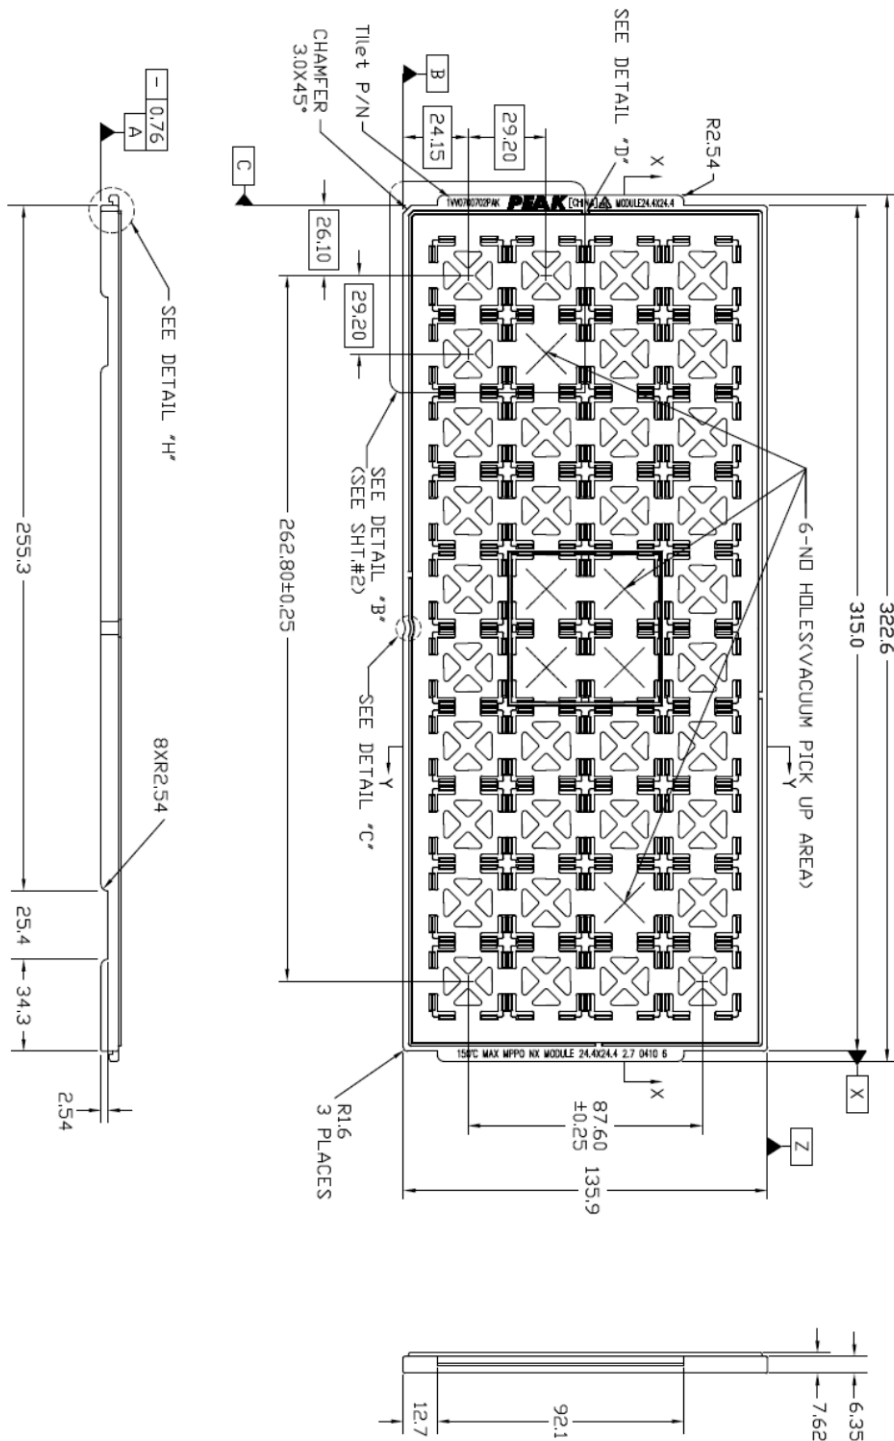 SEE DETAIL "D"
B
Tilet P/N
CHAMFER
3.0X45°
24.15
29.20
X
R2.54
322.6
315.0
- 0.76
A
C
1VV0700702PAK PEAK [CHINA] MODULE24.4X24.4
26.10
29.20
SEE DETAIL "H"
SEE DETAIL "B"
(SEE SHT.#2)
6-NO HOLES(VACUUM PICK UP AREA)
255.3
262.80±0.25
SEE DETAIL "C"
Y
Y
8XR2.54
25.4
34.3
2.54
150°C MAX MPPO NX MODULE 24.4X24.4 2.7 0410 6
X
X
R1.6
3 PLACES
87.60
±0.25
Z
135.9
12.7
92.1
7.62
6.35